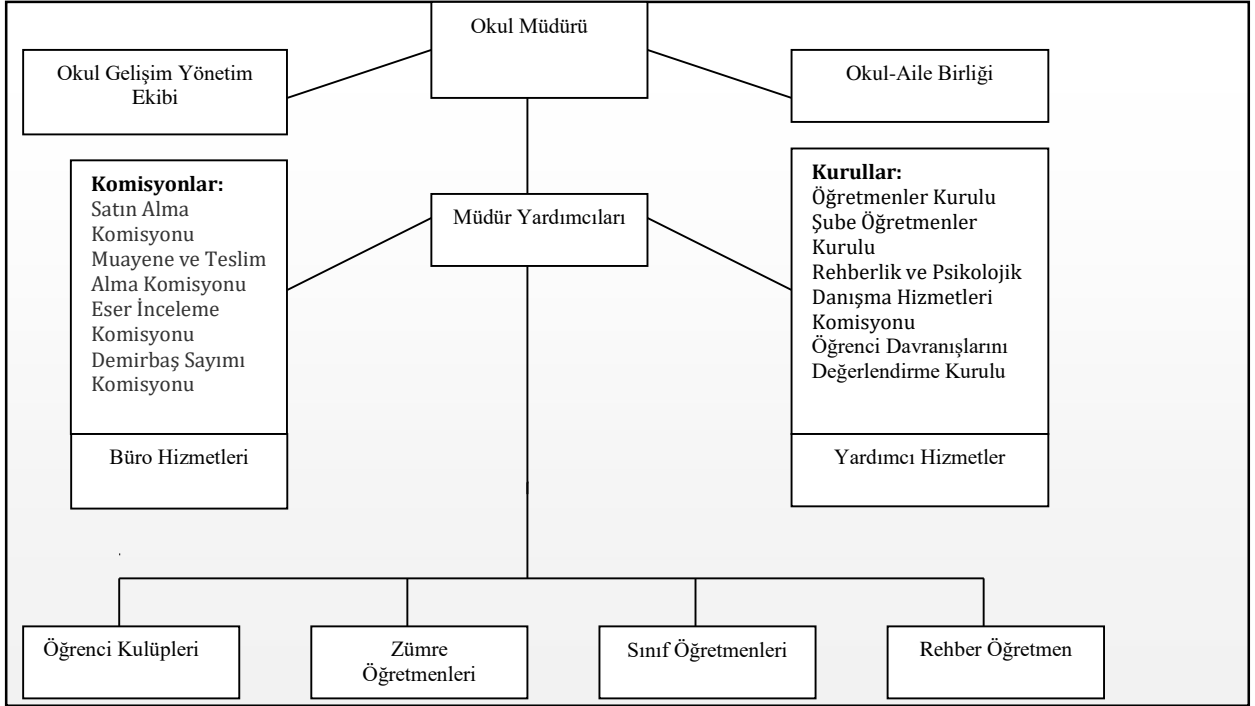 Okul Müdürü
Okul Gelişim Yönetim
Ekibi
Okul-Aile Birliği
Komisyonlar:
Satın Alma
Komisyonu
Muayene ve Teslim
Alma Komisyonu
Eser İnceleme
Komisyonu
Demirbaş Sayımı
Komisyonu
Müdür Yardımcıları
Kurullar:
Öğretmenler Kurulu
Şube Öğretmenler
Kurulu
Rehberlik ve Psikolojik
Danışma Hizmetleri
Komisyonu
Öğrenci Davranışlarını
Değerlendirme Kurulu
Büro Hizmetleri
Yardımcı Hizmetler
Öğrenci Kulüpleri
Zümre
Öğretmenleri
Sınıf Öğretmenleri
Rehber Öğretmen